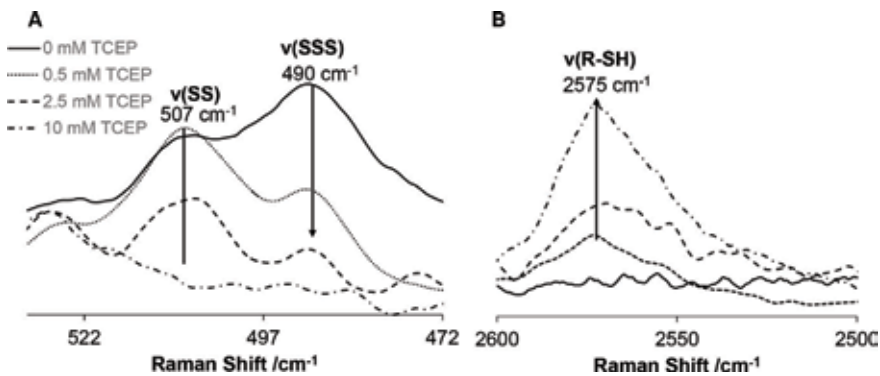 A
0 mM TCEP
0.5 mM TCEP
2.5 mM TCEP
10 mM TCEP
ν(SS)
507 cm⁻¹
ν(SSS)
490 cm⁻¹
522
497
472
Raman Shift /cm⁻¹
B
ν(R-SH)
2575 cm⁻¹
2600
2550
2500
Raman Shift /cm⁻¹